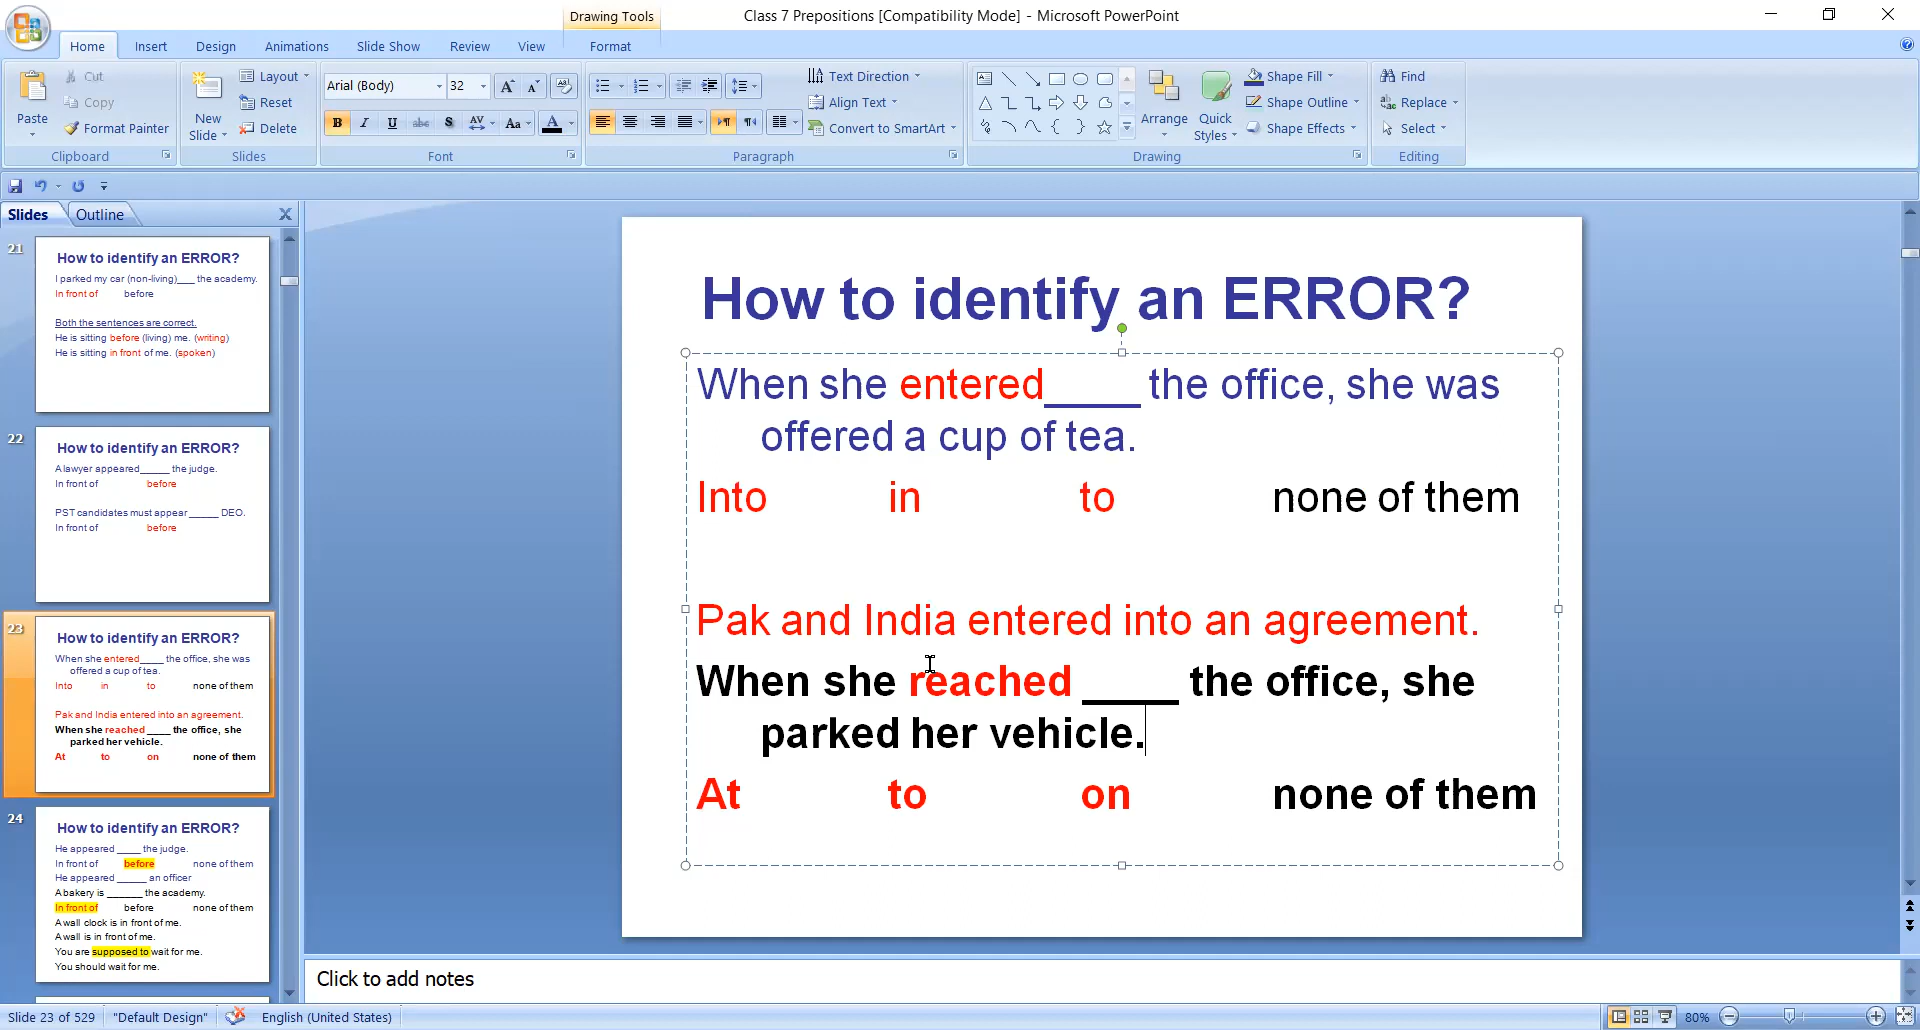 Drawing Tools
Class 7 Prepositions [Compatibility Mode] - Microsoft PowerPoint
Home Insert Design Animations Slide Show Review View Format
Paste
Cut
Copy
Format Painter
Clipboard
New Slide
Layout
Reset
Delete
Slides
Arial (Body) 32
B I U abc S AV Aa A
Font
Text Direction
Align Text
Convert to SmartArt
Paragraph
Arrange
Quick Styles
Shape Fill
Shape Outline
Shape Effects
Drawing
Find
Replace
Select
Editing
Slides Outline
21
How to identify an ERROR?
I parked my car (non-living)___ the academy.
In front of before
Both the sentences are correct.
He is sitting before (living) me. (writing)
He is sitting in front of me. (spoken)
22
How to identify an ERROR?
A lawyer appeared_____ the judge.
In front of before
PST candidates must appear ____ DEO.
In front of before
23
How to identify an ERROR?
When she entered____ the office, she was
offered a cup of tea.
Into in to none of them
Pak and India entered into an agreement.
When she reached ____ the office, she
parked her vehicle.
At to on none of them
24
How to identify an ERROR?
He appeared ____ the judge.
In front of before none of them
He appeared _____ an officer
A bakery is ______ the academy.
In front of before none of them
A wall clock is in front of me.
A wall is in front of me.
You are supposed to wait for me.
You should wait for me.
How to identify an ERROR?
When she entered____ the office, she was
offered a cup of tea.
Into in to none of them
Pak and India entered into an agreement.
When she reached ____ the office, she
parked her vehicle.
At to on none of them
Click to add notes
Slide 23 of 529 "Default Design" English (United States) 80%